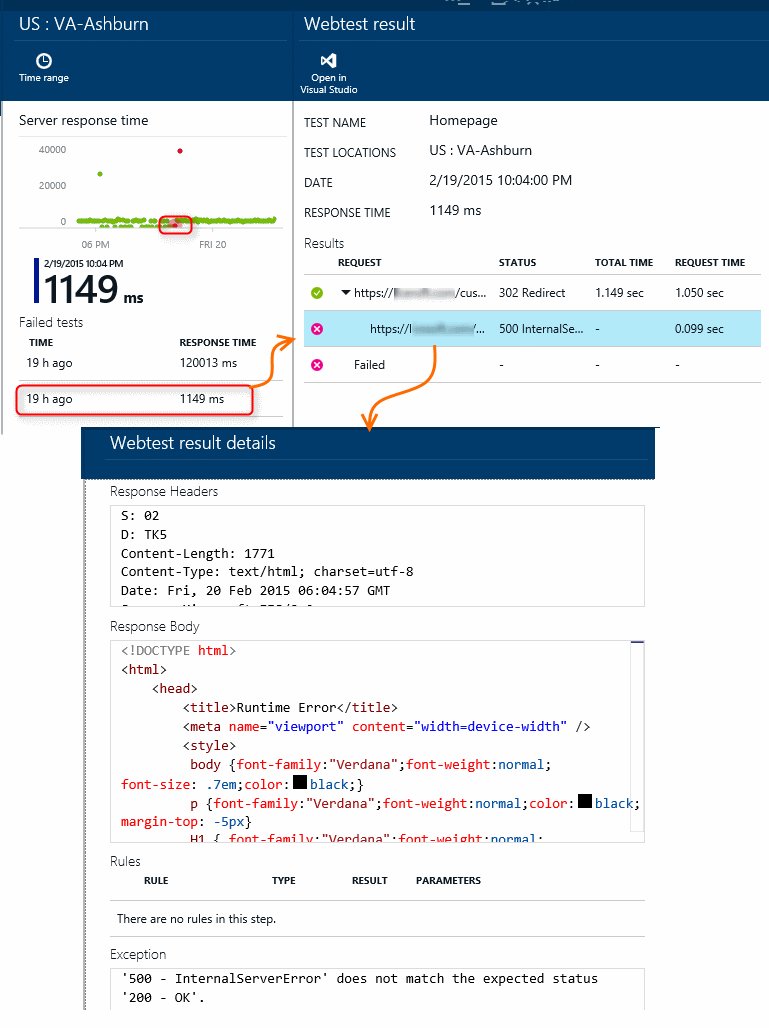 US : VA-Ashburn
Time range
Server response time
40000
20000
0
06 PM FRI 20
2/19/2015 10:04 PM
1149 ms
Failed tests
TIME RESPONSE TIME
19 h ago 120013 ms
19 h ago 1149 ms
Webtest result
Open in
Visual Studio
TEST NAME Homepage
TEST LOCATIONS US : VA-Ashburn
DATE 2/19/2015 10:04:00 PM
RESPONSE TIME 1149 ms
Results
REQUEST STATUS TOTAL TIME REQUEST TIME
https:// /cus... 302 Redirect 1.149 sec 1.050 sec
https:// /... 500 InternalSe... - 0.099 sec
Failed - - -
Webtest result details
Response Headers
S: 02
D: TK5
Content-Length: 1771
Content-Type: text/html; charset=utf-8
Date: Fri, 20 Feb 2015 06:04:57 GMT
Response Body
<!DOCTYPE html>
<html>
<head>
<title>Runtime Error</title>
<meta name="viewport" content="width=device-width" />
<style>
body {font-family:"Verdana";font-weight:normal;
font-size: .7em;color:black;}
p {font-family:"Verdana";font-weight:normal;color:black;
margin-top: -5px}
H1 { font-family:"Verdana";font-weight:normal;
Rules
RULE TYPE RESULT PARAMETERS
There are no rules in this step.
Exception
'500 - InternalServerError' does not match the expected status
'200 - OK'.